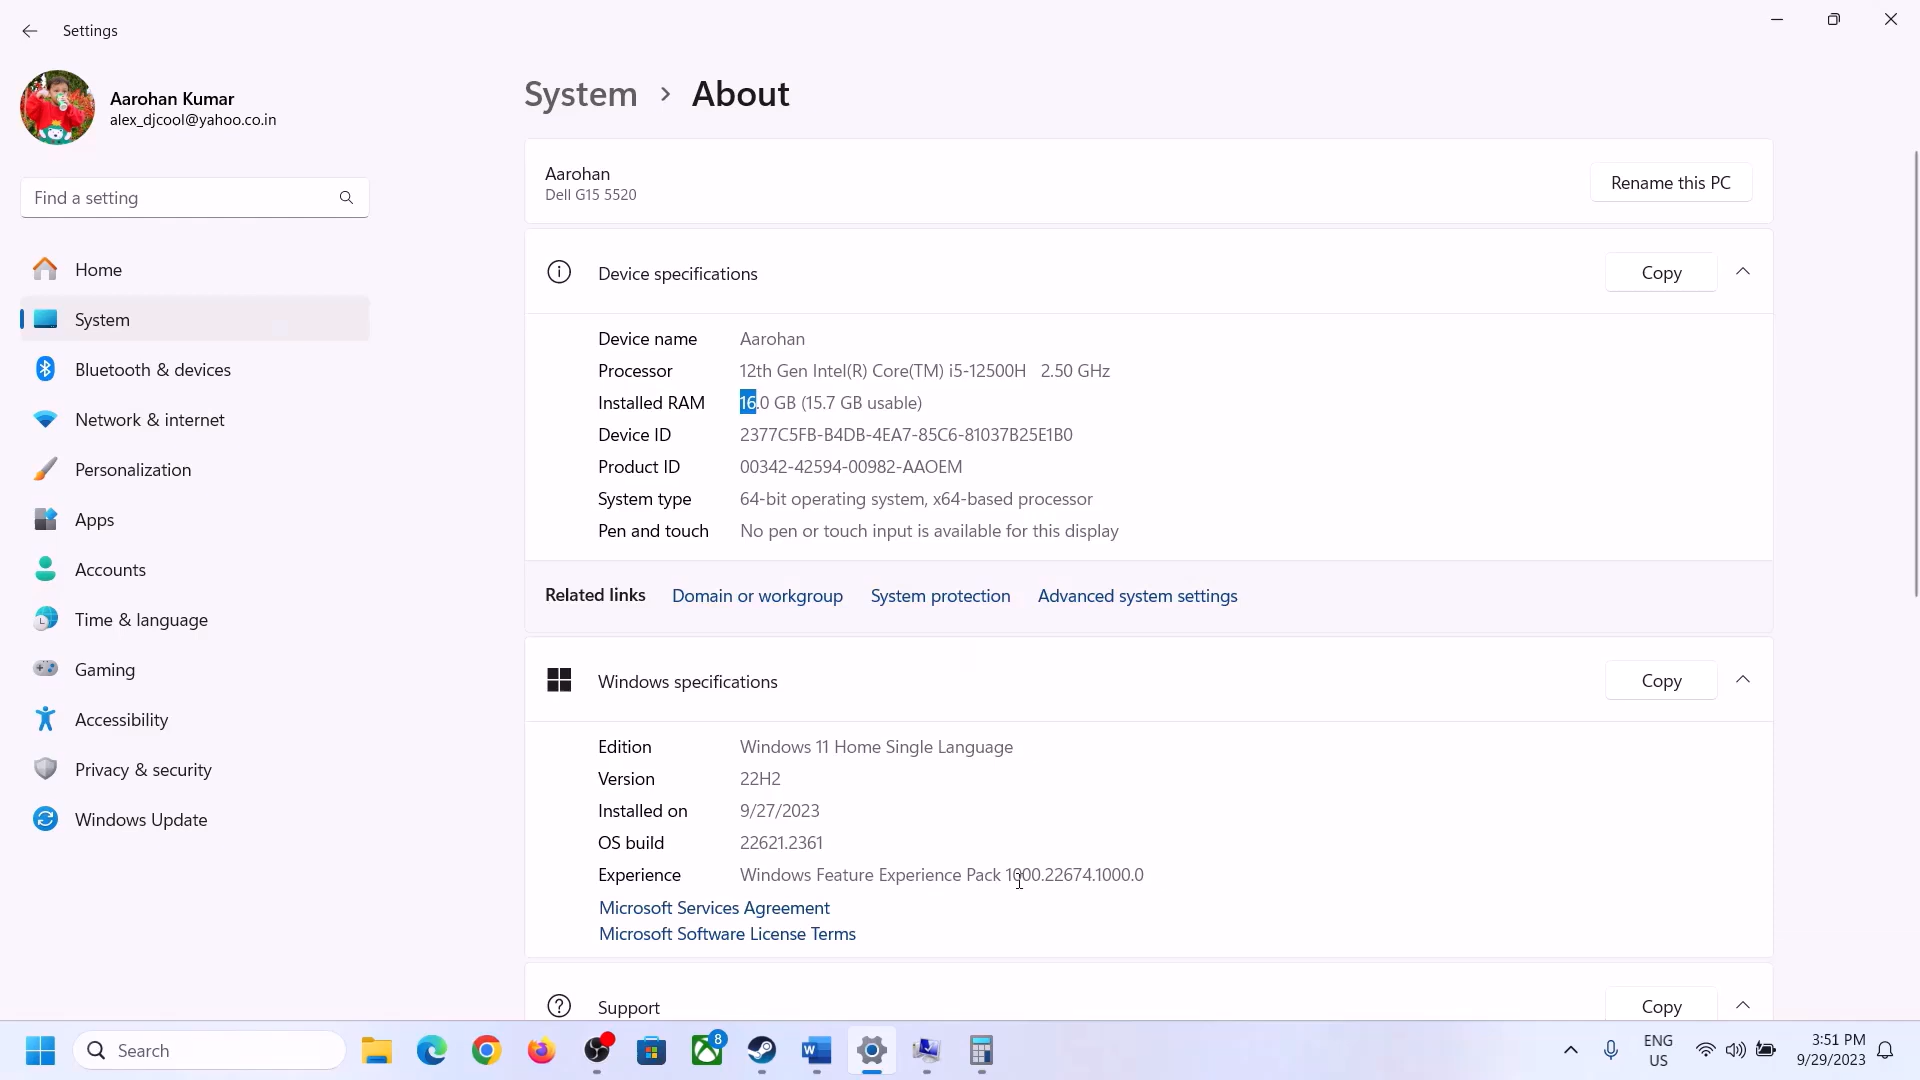 Settings
Aarohan Kumar
alex_djcool@yahoo.co.in
Find a setting
Home
System
Bluetooth & devices
Network & internet
Personalization
Apps
Accounts
Time & language
Gaming
Accessibility
Privacy & security
Windows Update
System > About
Aarohan
Dell G15 5520
Rename this PC
Device specifications
Copy
Device name Aarohan
Processor 12th Gen Intel(R) Core(TM) i5-12500H 2.50 GHz
Installed RAM 16.0 GB (15.7 GB usable)
Device ID 2377C5FB-B4DB-4EA7-85C6-81037B25E1B0
Product ID 00342-42594-00982-AAOEM
System type 64-bit operating system, x64-based processor
Pen and touch No pen or touch input is available for this display
Related links Domain or workgroup System protection Advanced system settings
Windows specifications
Copy
Edition Windows 11 Home Single Language
Version 22H2
Installed on 9/27/2023
OS build 22621.2361
Experience Windows Feature Experience Pack 1000.22674.1000.0
Microsoft Services Agreement
Microsoft Software License Terms
Support
Copy
Search
8
W
ENG
US
3:51 PM
9/29/2023